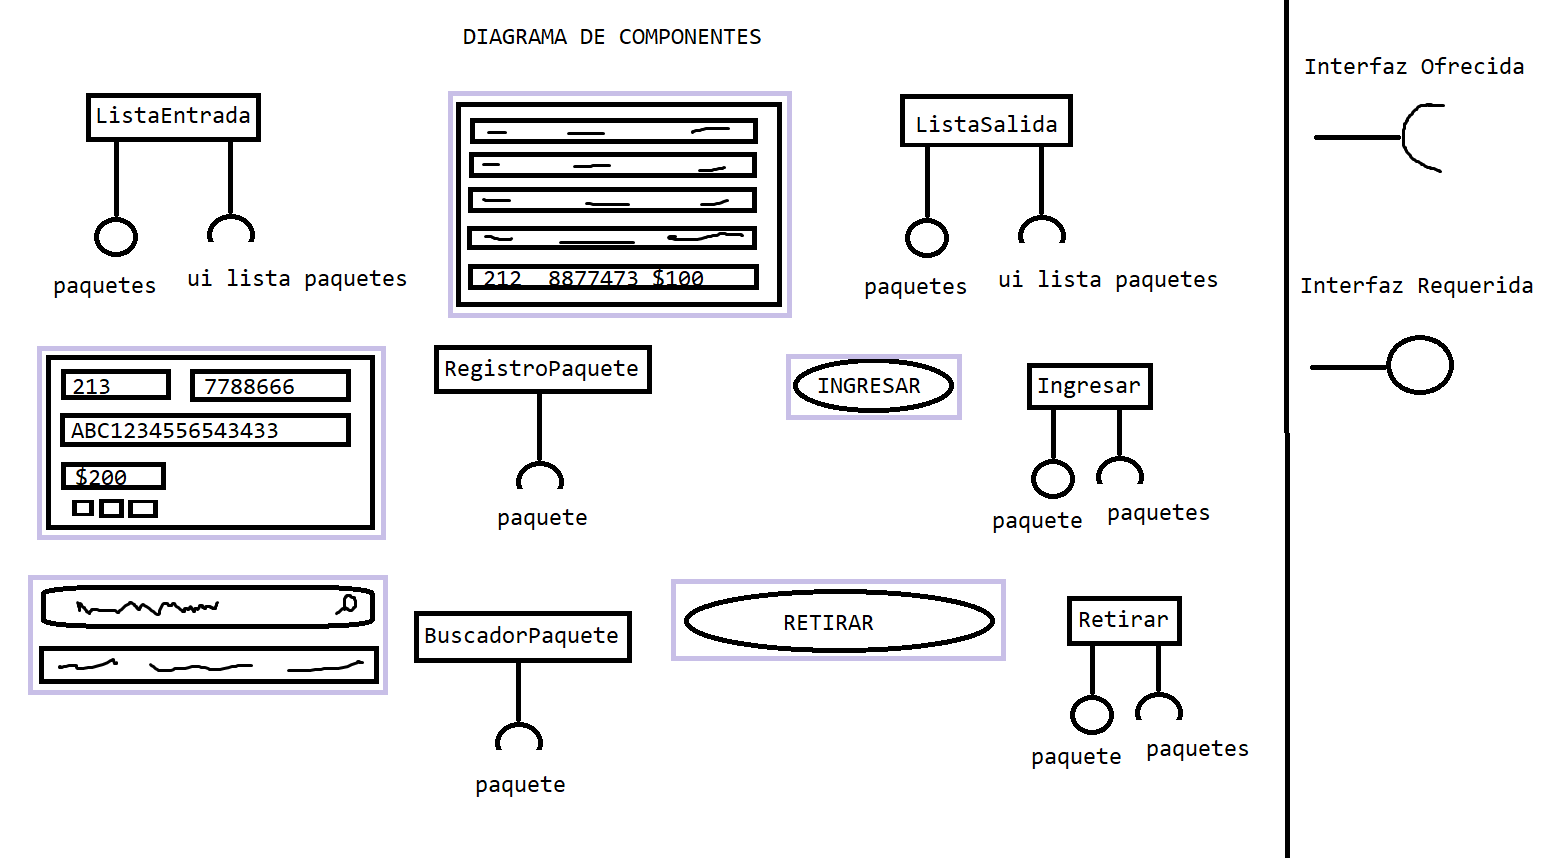 DIAGRAMA DE COMPONENTES
Interfaz Ofrecida
ListaEntrada
paquetes
ui lista paquetes
212 8877473 $100
ListaSalida
paquetes
ui lista paquetes
Interfaz Requerida
213
7788666
ABC1234556543433
$200
RegistroPaquete
paquete
INGRESAR
Ingresar
paquete
paquetes
BuscadorPaquete
paquete
RETIRAR
Retirar
paquete
paquetes